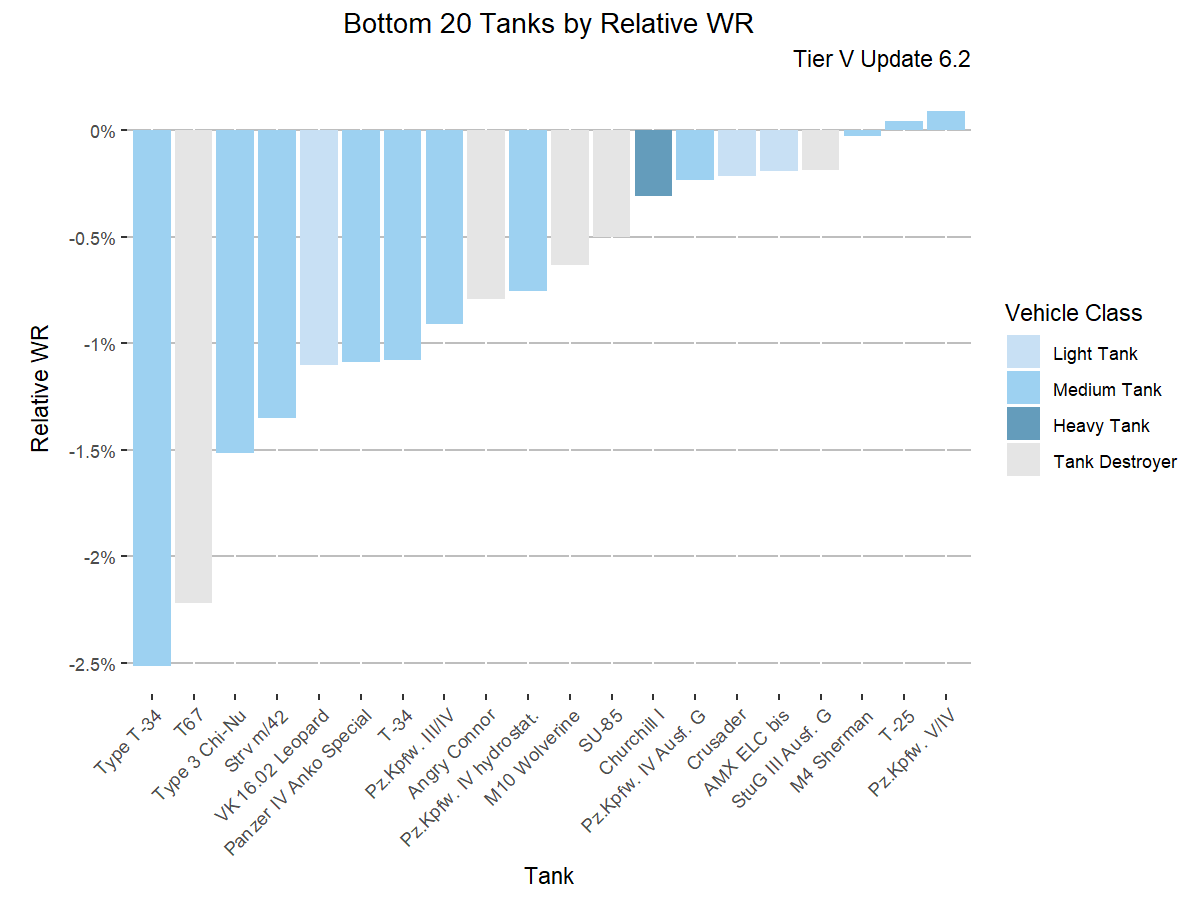 Bottom 20 Tanks by Relative WR
Tier V Update 6.2
0%
-0.5%
-1%
-1.5%
-2%
-2.5%
Relative WR
Type T-34
T67
Type 3 Chi-Nu
Strv m/42
VK 16.02 Leopard
Panzer IV Anko Special
T-34
Pz.Kpfw. III/IV
Angry Connor
Pz.Kpfw. IV hydrostat.
M10 Wolverine
SU-85
Churchill I
Pz.Kpfw. IV Ausf. G
Crusader
AMX ELC bis
StuG III Ausf. G
M4 Sherman
T-25
Pz.Kpfw. V/IV
Tank
Vehicle Class
Light Tank
Medium Tank
Heavy Tank
Tank Destroyer